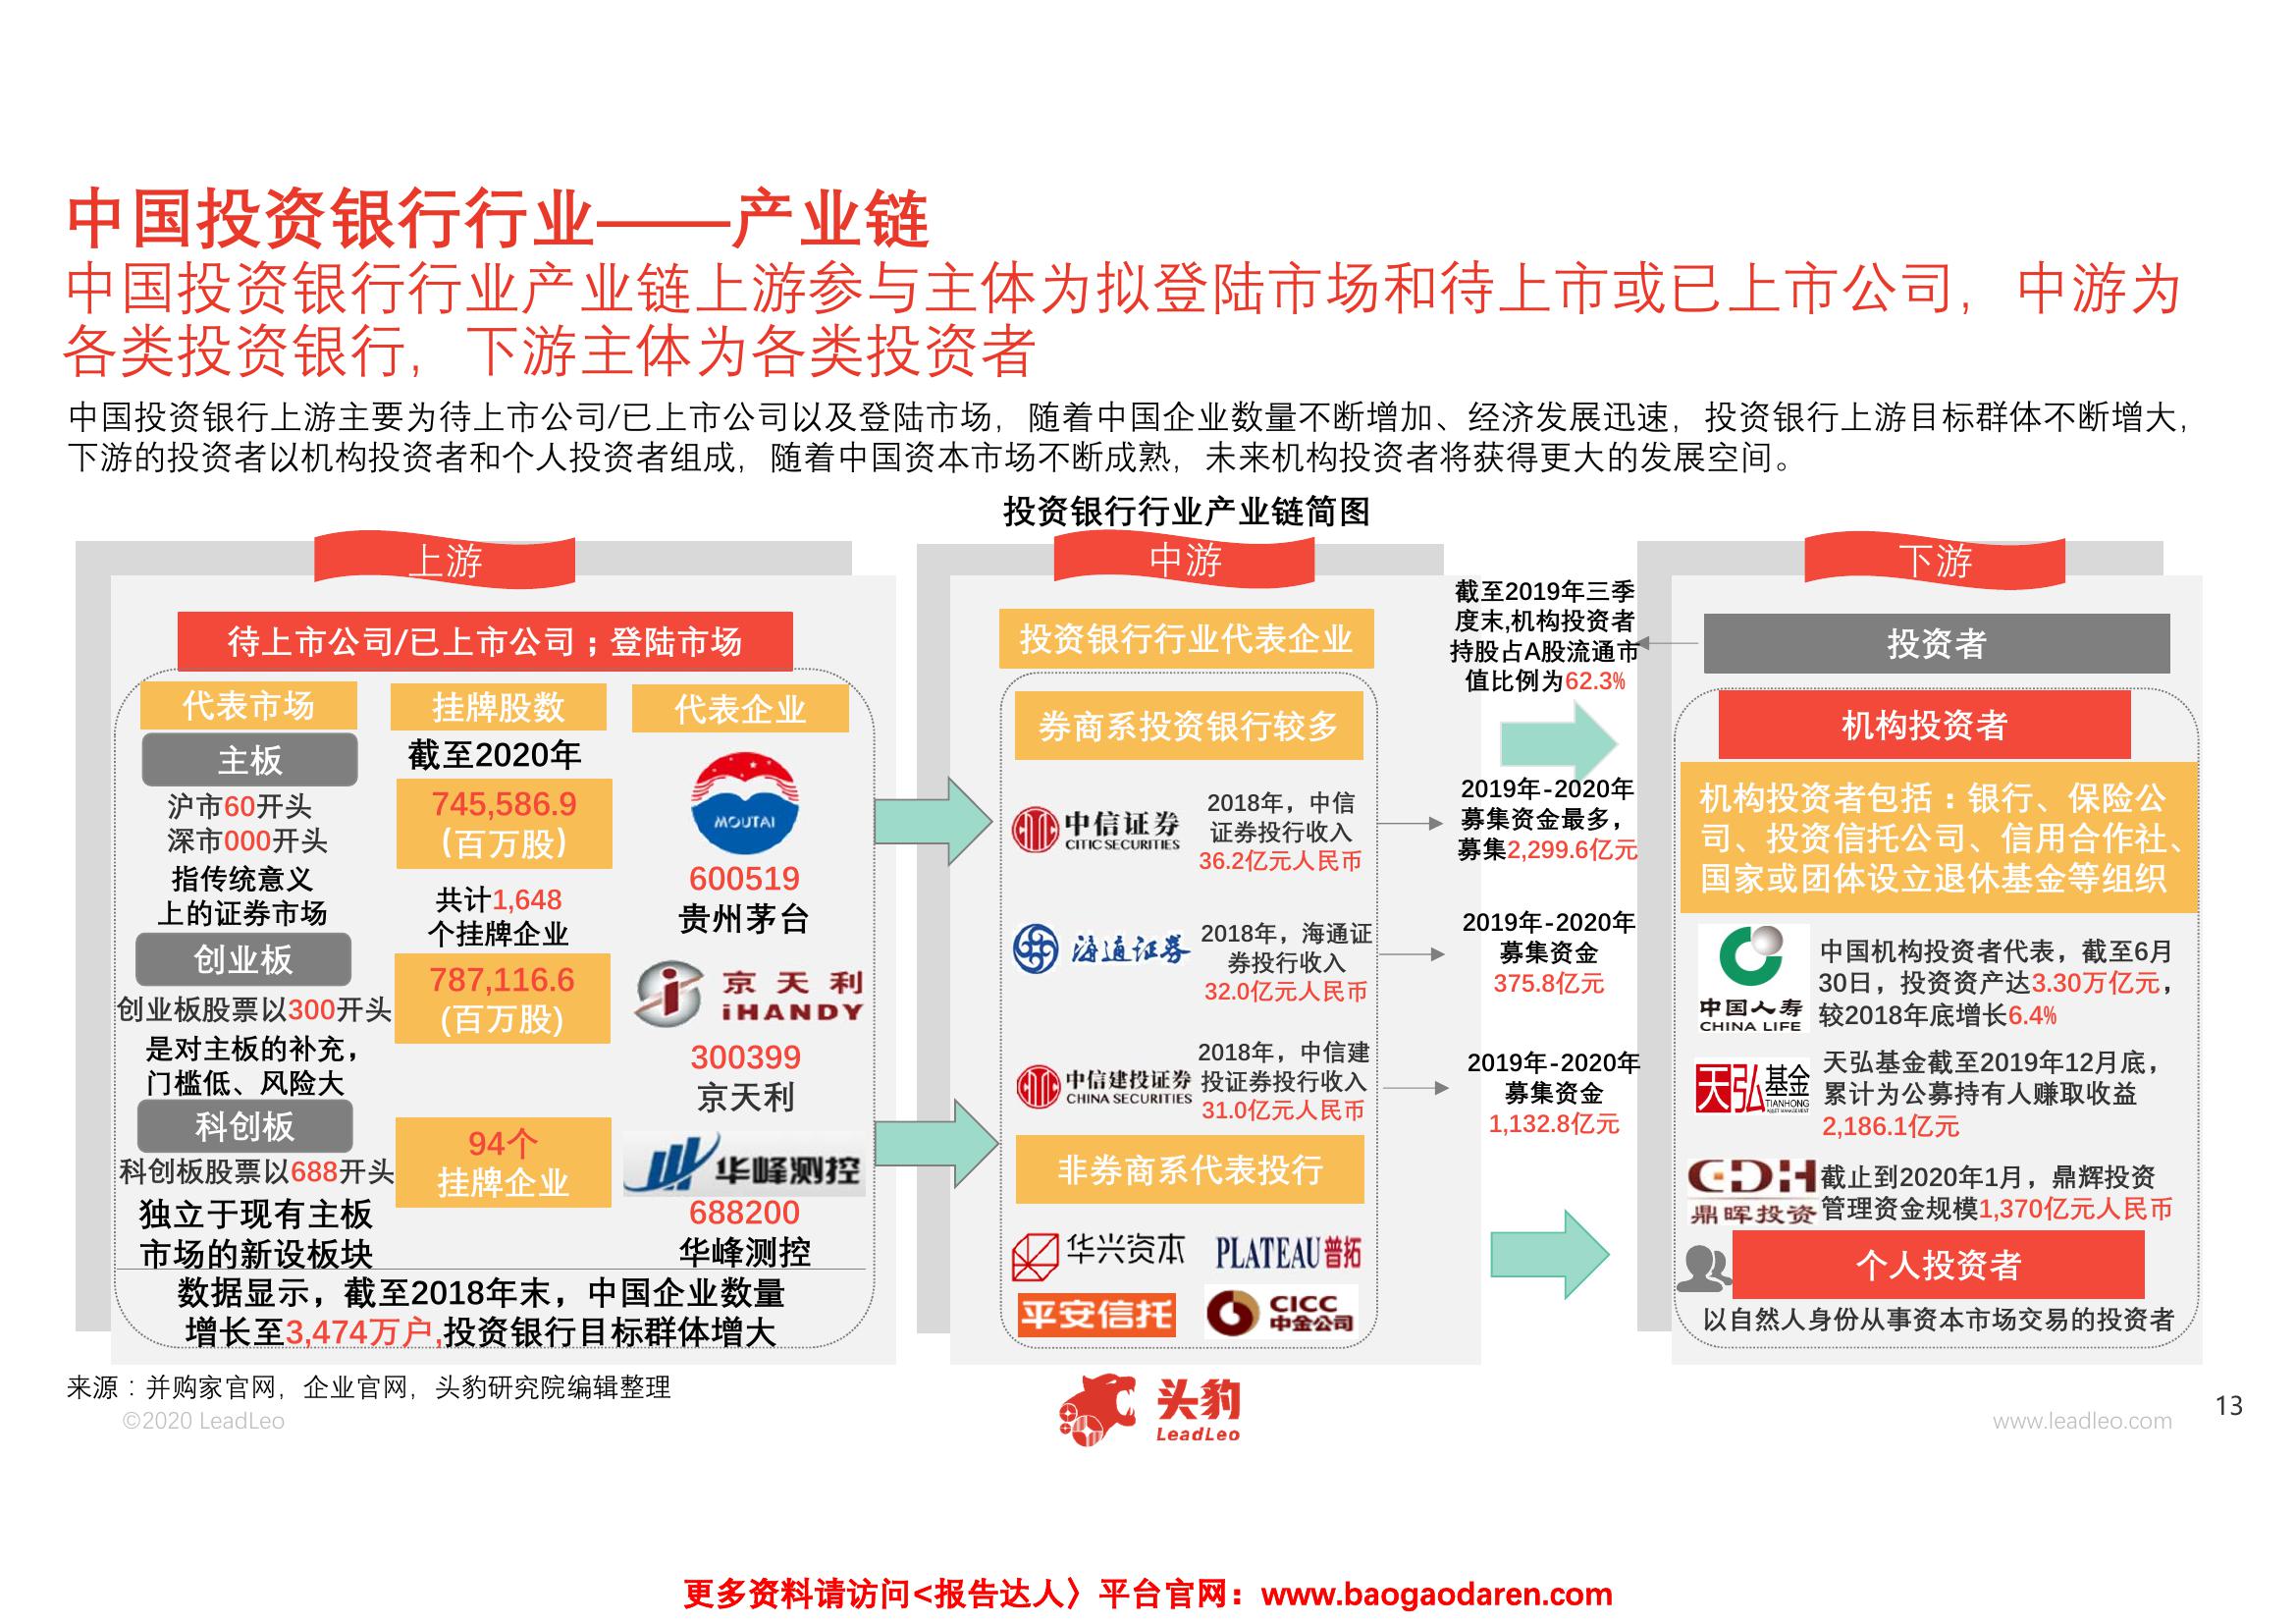 中国投资银行行业——产业链
中国投资银行行业产业链上游参与主体为拟登陆市场和待上市或已上市公司，中游为
各类投资银行，下游主体为各类投资者
中国投资银行上游主要为待上市公司/已上市公司以及登陆市场，随着中国企业数量不断增加、经济发展迅速，投资银行上游目标群体不断增大，
下游的投资者以机构投资者和个人投资者组成，随着中国资本市场不断成熟，未来机构投资者将获得更大的发展空间。
投资银行行业产业链简图
上游
待上市公司/已上市公司；登陆市场
代表市场
主板
沪市60开头
深市000开头
指传统意义
上的证券市场
创业板
创业板股票以300开头
是对主板的补充，
门槛低、风险大
科创板
科创板股票以688开头
独立于现有主板
市场的新设板块
挂牌股数
截至2020年
745,586.9
(百万股)
共计1,648
个挂牌企业
787,116.6
(百万股)
94个
挂牌企业
代表企业
MOUTAI
600519
贵州茅台
京天利
iHANDY
300399
京天利
华峰测控
688200
华峰测控
数据显示，截至2018年末，中国企业数量
增长至3,474万户,投资银行目标群体增大
中游
投资银行行业代表企业
券商系投资银行较多
中信证券
CITIC SECURITIES
2018年，中信
证券投行收入
36.2亿元人民币
海通证券
2018年，海通证
券投行收入
32.0亿元人民币
中信建投证券
CHINA SECURITIES
2018年，中信建
投证券投行收入
31.0亿元人民币
非券商系代表投行
华兴资本
PLATEAU普拓
平安信托
CICC
中金公司
截至2019年三季
度末,机构投资者
持股占A股流通市
值比例为62.3%
2019年-2020年
募集资金最多，
募集2,299.6亿元
2019年-2020年
募集资金
375.8亿元
2019年-2020年
募集资金
1,132.8亿元
下游
投资者
机构投资者
机构投资者包括：银行、保险公
司、投资信托公司、信用合作社、
国家或团体设立退休基金等组织
中国人寿
CHINA LIFE
中国机构投资者代表，截至6月
30日，投资资产达3.30万亿元，
较2018年底增长6.4%
天弘基金
TIANHONG
ASSET MANAGEMENT
天弘基金截至2019年12月底，
累计为公募持有人赚取收益
2,186.1亿元
CDH
鼎晖投资
截止到2020年1月，鼎辉投资
管理资金规模1,370亿元人民币
个人投资者
以自然人身份从事资本市场交易的投资者
来源：并购家官网，企业官网，头豹研究院编辑整理
©2020 LeadLeo
头豹
LeadLeo
www.leadleo.com
13
更多资料请访问<报告达人〉平台官网：www.baogaodaren.com